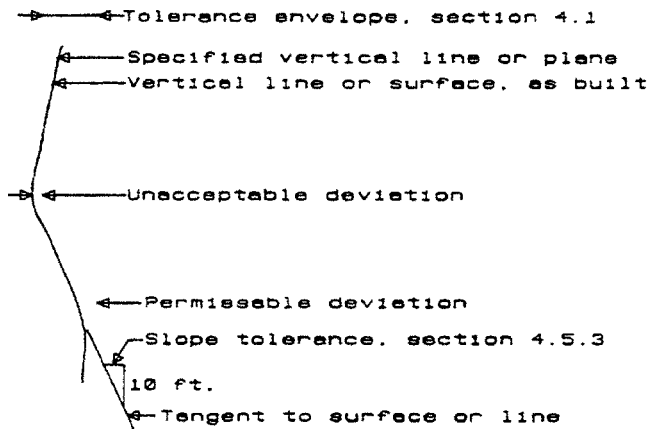 Tolerance envelope, section 4.1
Specified vertical line or plane
Vertical line or surface, as built
Unacceptable deviation
Permissable deviation
Slope tolerance, section 4.5.3
10 ft.
Tangent to surface or line